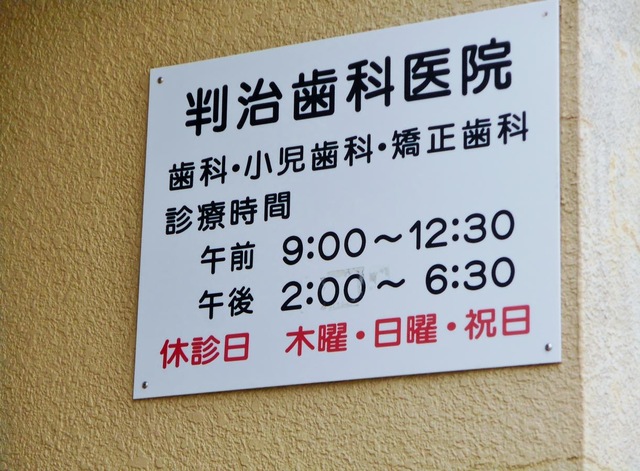 判治歯科医院
歯科・小児歯科・矯正歯科
診療時間
午前 9:00～12:30
午後 2:00～ 6:30
休診日 木曜・日曜・祝日